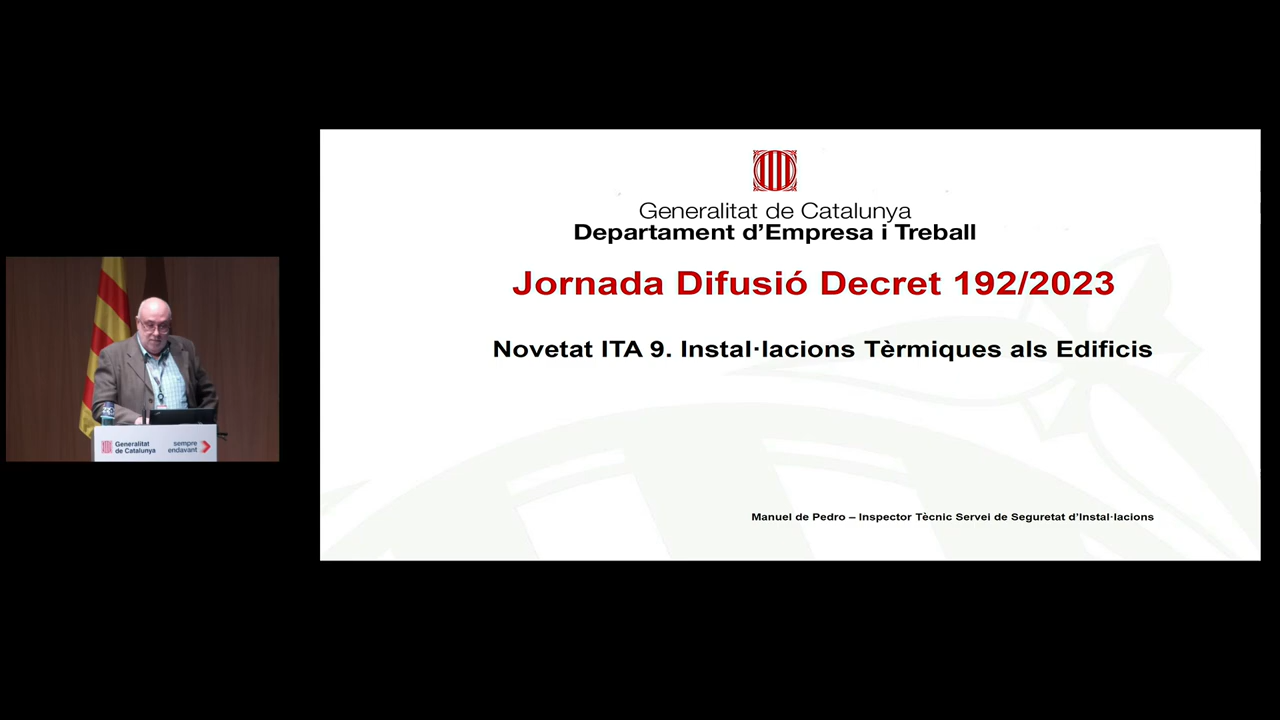 Generalitat de Catalunya
Departament d'Empresa i Treball
Jornada Difusió Decret 192/2023
Novetat ITA 9. Instal·lacions Tèrmiques als Edificis
Manuel de Pedro – Inspector Tècnic Servei de Seguretat d'Instal·lacions
Generalitat
de Catalunya
sempre
endavant